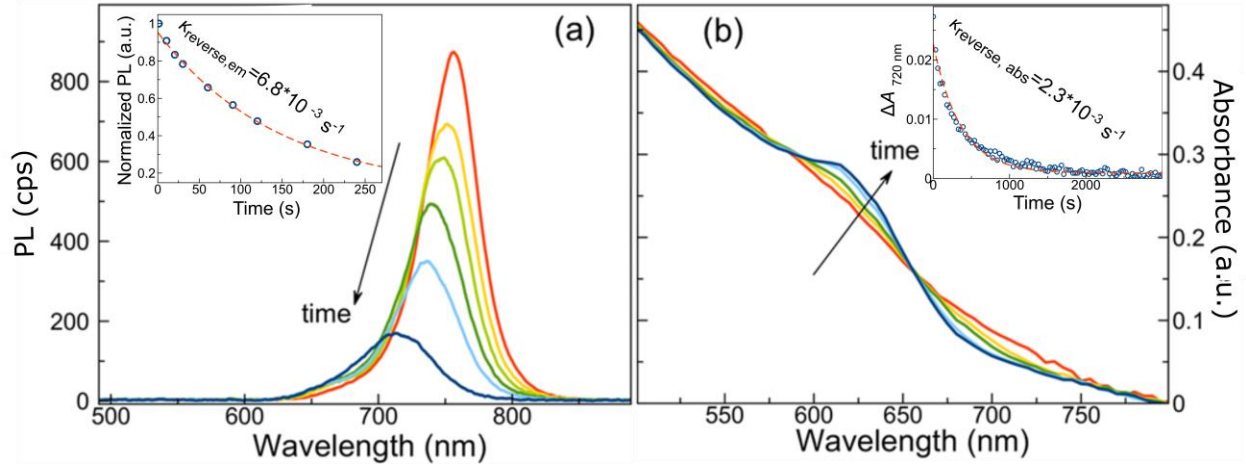 (a)
PL (cps)
800
600
400
200
0
500
600
700
800
Wavelength (nm)
time
Normalized PL (a.u.)
1
0.8
0.6
0.4
0.2
0
50
100
150
200
250
Time (s)
κreverse,em=6.8*10⁻³ s⁻¹
(b)
Absorbance (a.u.)
0.4
0.3
0.2
0.1
0
550
600
650
700
750
Wavelength (nm)
time
ΔA 720 nm
0.02
0.01
0
0
1000
2000
Time (s)
κreverse, abs=2.3*10⁻³ s⁻¹